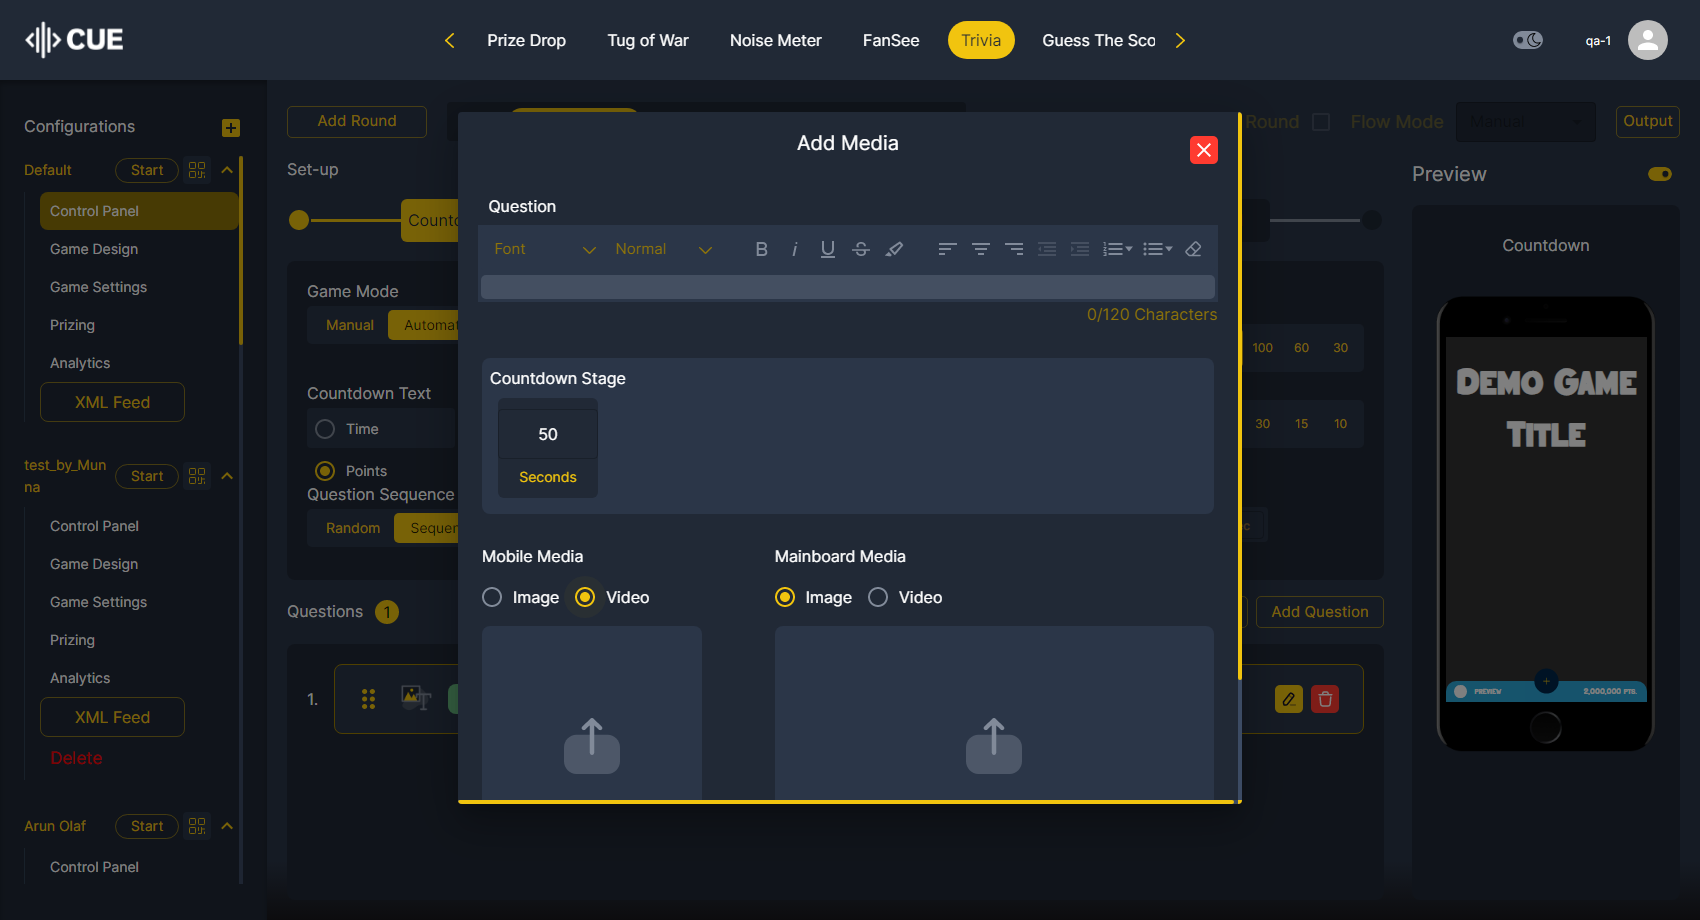 CUE
Prize Drop
Tug of War
Noise Meter
FanSee
Trivia
Guess The Sco
qa-1
Configurations
Default
Start
Control Panel
Game Design
Game Settings
Prizing
Analytics
XML Feed
test_by_Mun
na
Start
Control Panel
Game Design
Game Settings
Prizing
Analytics
XML Feed
Delete
Arun Olaf
Start
Control Panel
Add Round
Round
Flow Mode
Manual
Output
Set-up
Countd
Game Mode
Manual
Automat
Countdown Text
Time
Points
Question Sequence
Random
Sequen
100 60 30
30 15 10
Questions 1
Add Question
1.
Add Media
Question
Font
Normal
0/120 Characters
Countdown Stage
50
Seconds
Mobile Media
Image
Video
Mainboard Media
Image
Video
Preview
Countdown
DEMO GAME
TITLE
PREVIEW
2,000,000 PTS.